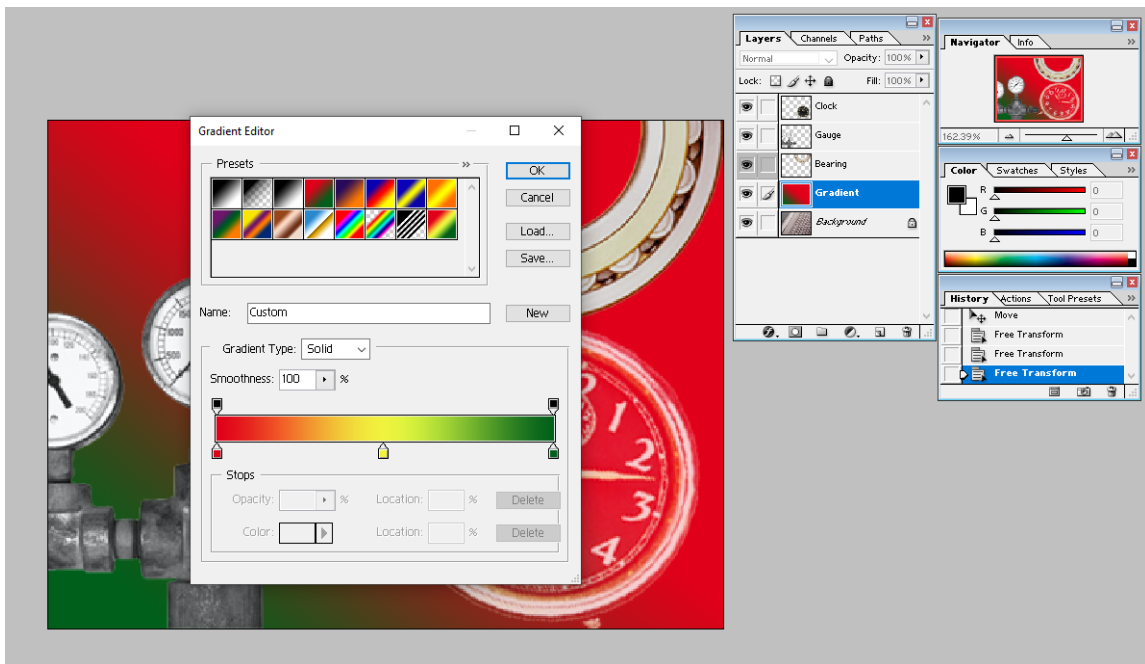 Gradient Editor
Presets
OK
Cancel
Load...
Save...
Name: Custom
New
Gradient Type: Solid
Smoothness: 100 %
Stops
Opacity: % Location: % Delete
Color: Location: % Delete
1
2
3
4
1000
500
Layers Channels Paths
Normal Opacity: 100%
Lock: Fill: 100%
Clock
Gauge
Bearing
Gradient
Background
Navigator Info
162.39%
Color Swatches Styles
R 0
G 0
B 0
History Actions Tool Presets
Move
Free Transform
Free Transform
Free Transform